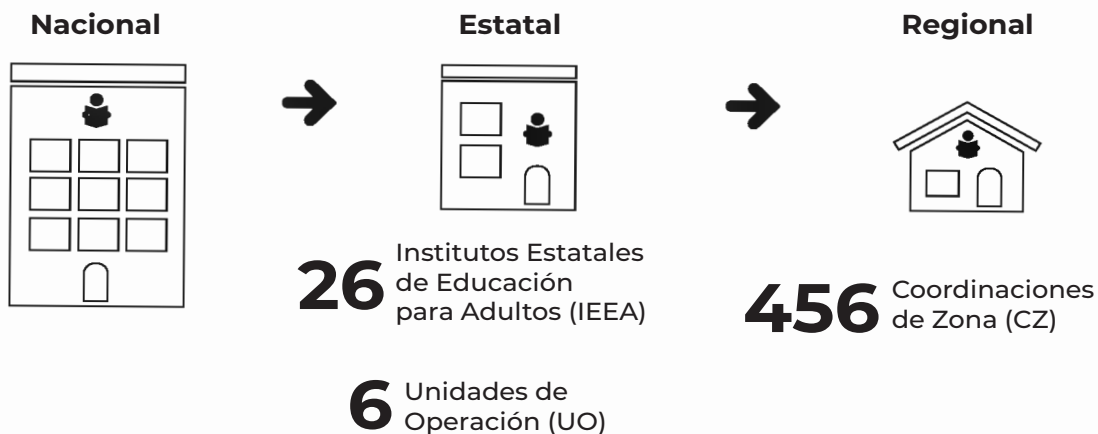 Nacional
Estatal
Regional
26 Institutos Estatales
de Educación
para Adultos (IEEA)
456 Coordinaciones
de Zona (CZ)
6 Unidades de
Operación (UO)